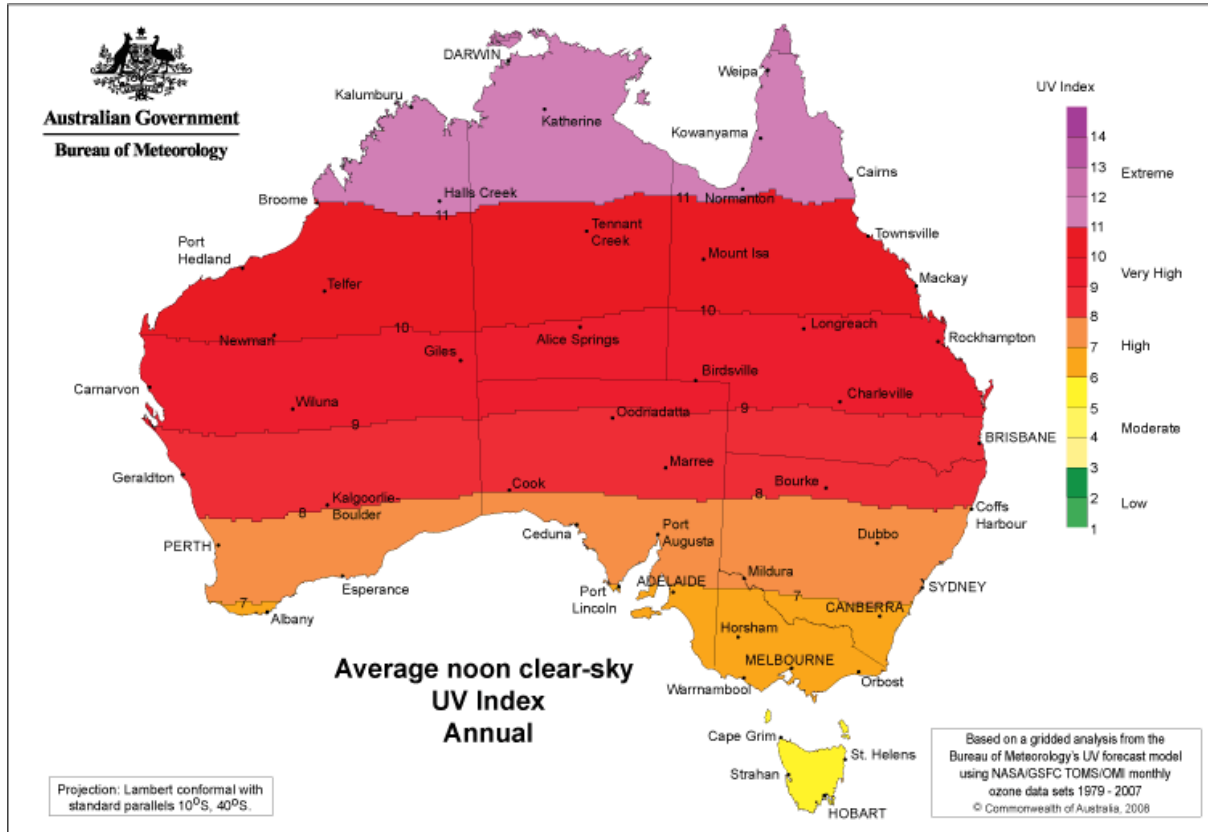 Australian Government
Bureau of Meteorology
DARWIN
Weipa
Kalumburu
Katherine
Kowanyama
Cairns
Halls Creek
Broome
11
11
Normanton
Tennant
Creek
Townsville
Port
Hedland
Mount Isa
Telfer
Mackay
10
10
Newman
Alice Springs
Longreach
Rockhampton
Giles
Birdsville
Carnarvon
Wiluna
Charleville
9
9
Oodnadatta
BRISBANE
Geraldton
Marree
Cook
Bourke
8
8
Kalgoorlie-
Boulder
Coffs
Harbour
PERTH
Ceduna
Port
Augusta
Dubbo
Esperance
Port
Lincoln
ADELAIDE
Mildura
7
7
SYDNEY
Albany
CANBERRA
Horsham
MELBOURNE
Warrnambool
Orbost
Cape Grim
St. Helens
Strahan
HOBART
UV Index
14
13
12
11
10
9
8
7
6
5
4
3
2
1
Extreme
Very High
High
Moderate
Low
Average noon clear-sky
UV Index
Annual
Projection: Lambert conformal with
standard parallels 10°S, 40°S.
Based on a gridded analysis from the
Bureau of Meteorology's UV forecast model
using NASA/GSFC TOMS/OMI monthly
ozone data sets 1979 - 2007
© Commonwealth of Australia, 2008